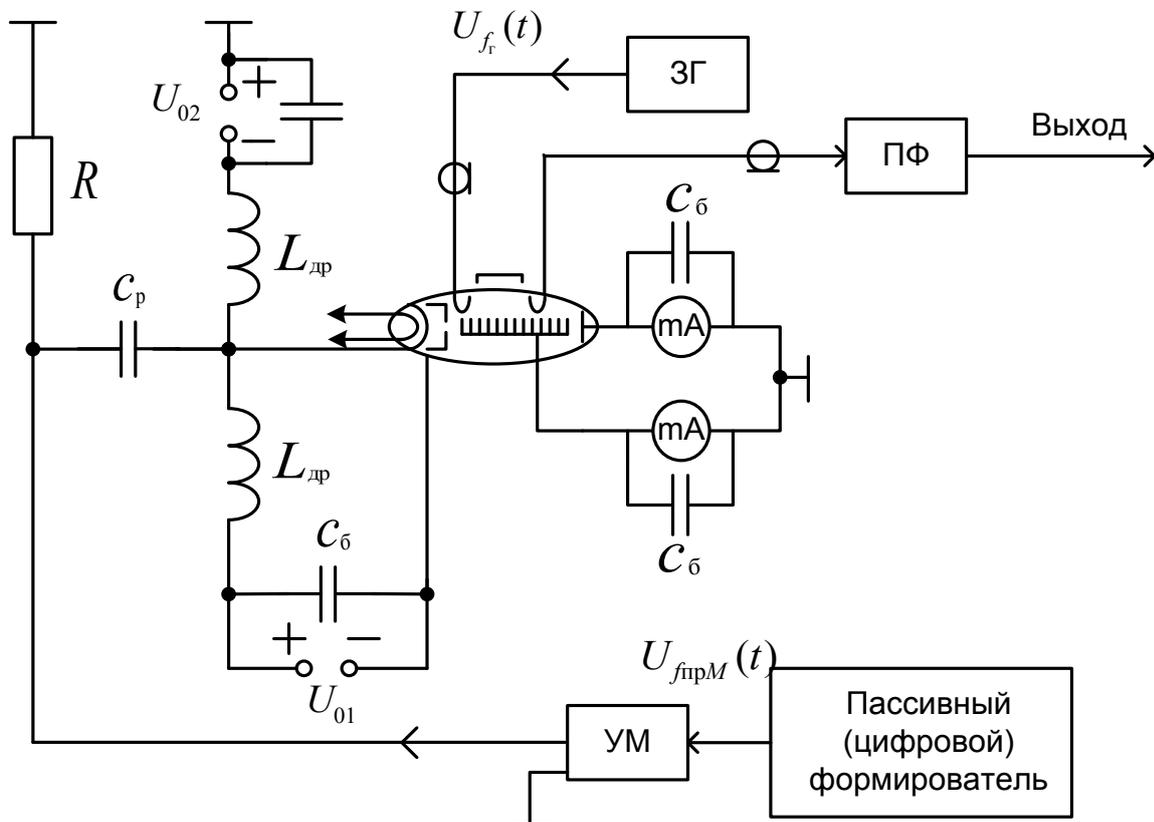 U_{f_г}(t)
ЗГ
+
U_{02}
−
Выход
ПФ
R
C_б
L_{др}
C_р
mA
mA
L_{др}
C_б
C_б
+ −
U_{01}
U_{fпрM}(t)
УМ
Пассивный
(цифровой)
формирователь